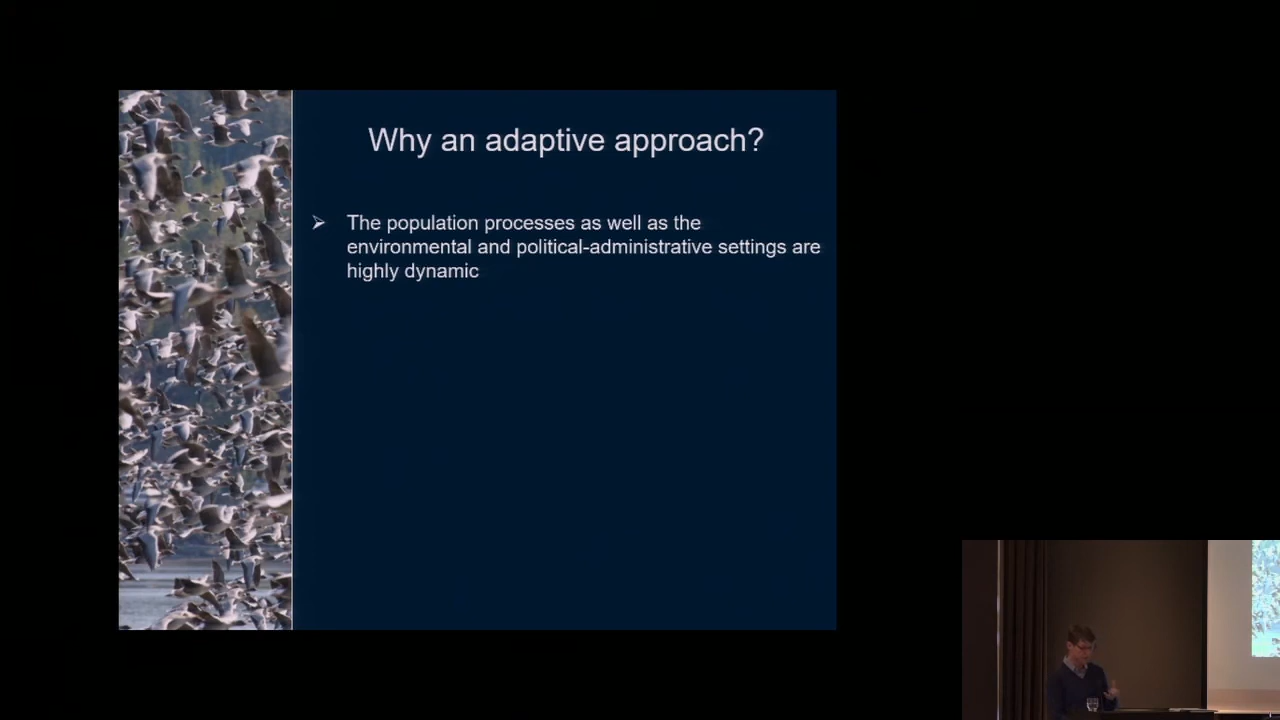 Why an adaptive approach?
➢ The population processes as well as the
environmental and political-administrative settings are
highly dynamic